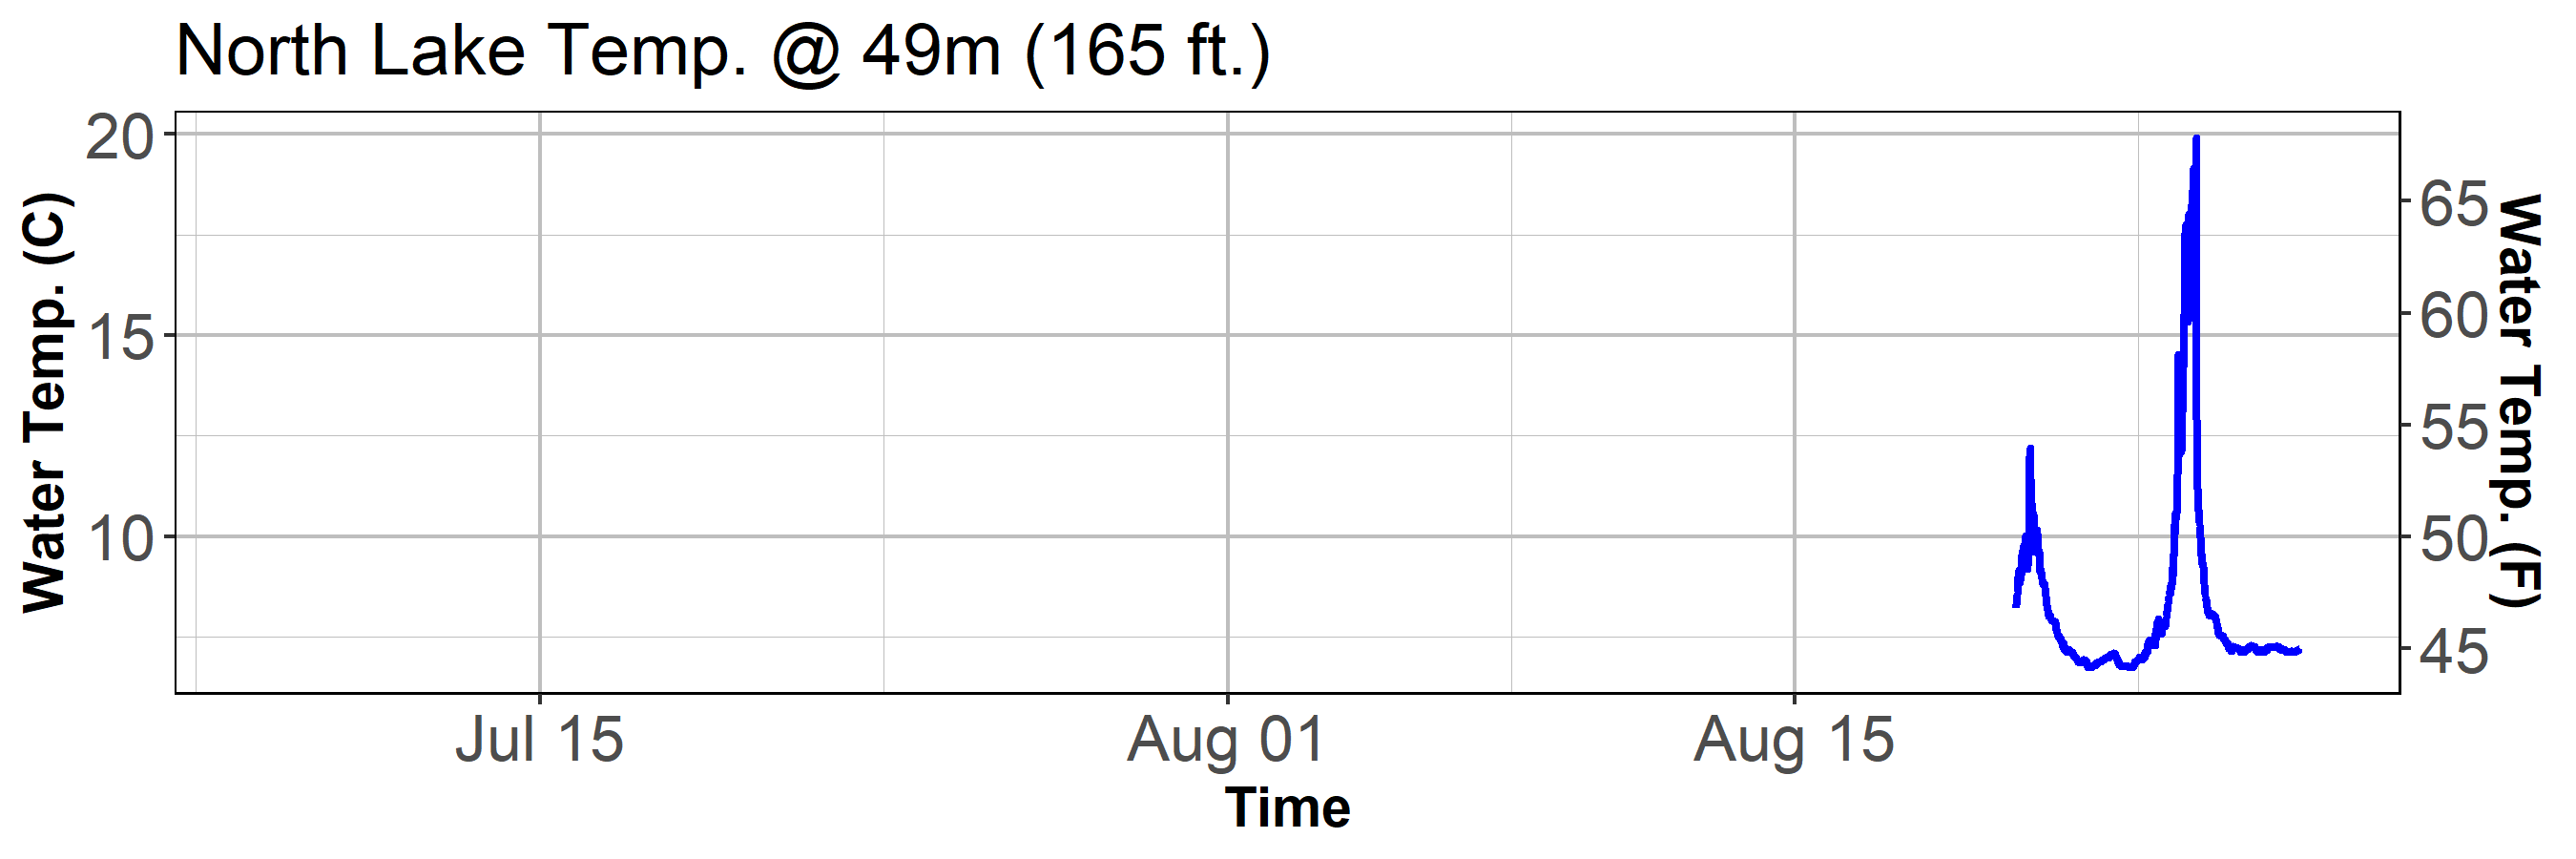 North Lake Temp. @ 49m (165 ft.)
Water Temp. (C)
20
15
10
65
60
55
50
45
Water Temp. (F)
Jul 15
Aug 01
Aug 15
Time